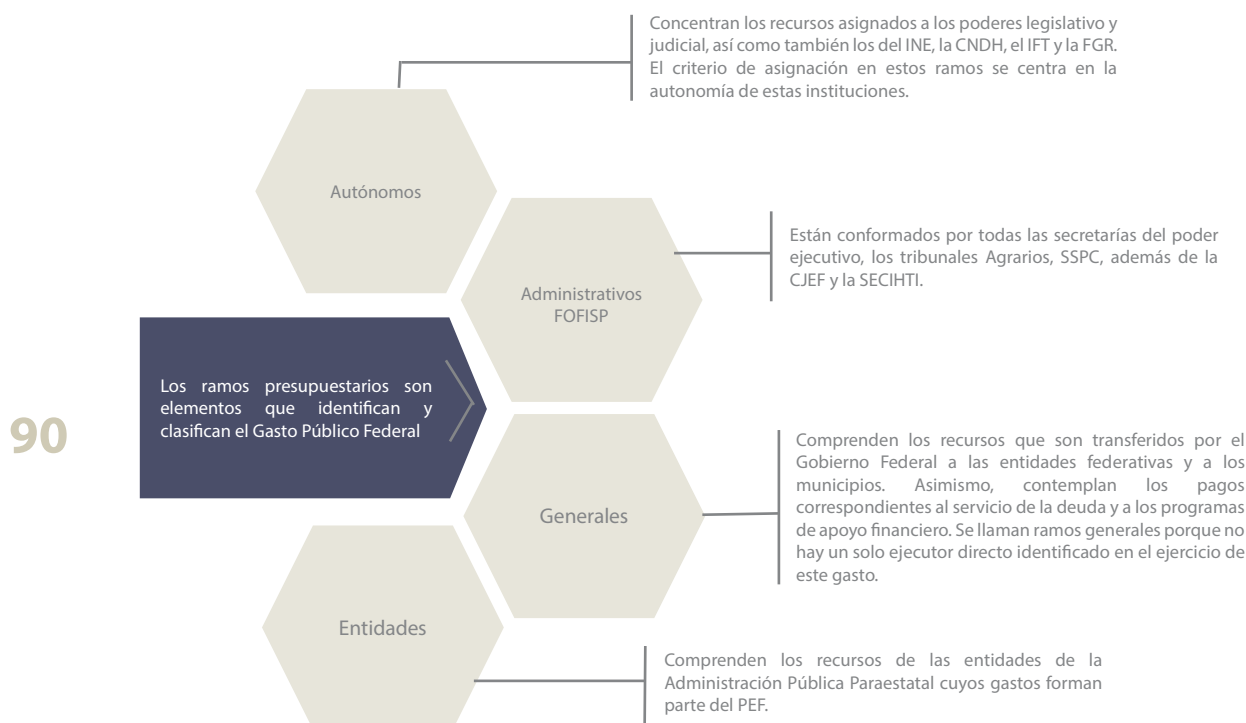 Concentran los recursos asignados a los poderes legislativo y
judicial, así como también los del INE, la CNDH, el IFT y la FGR.
El criterio de asignación en estos ramos se centra en la
autonomía de estas instituciones.
Autónomos
Están conformados por todas las secretarías del poder
ejecutivo, los tribunales Agrarios, SSPC, además de la
CJEF y la SECIHTI.
Administrativos
FOFISP
Los ramos presupuestarios son
elementos que identifican y
clasifican el Gasto Público Federal
90
Comprenden los recursos que son transferidos por el
Gobierno Federal a las entidades federativas y a los
municipios. Asimismo, contemplan los pagos
correspondientes al servicio de la deuda y a los programas
de apoyo financiero. Se llaman ramos generales porque no
hay un solo ejecutor directo identificado en el ejercicio de
este gasto.
Generales
Entidades
Comprenden los recursos de las entidades de la
Administración Pública Paraestatal cuyos gastos forman
parte del PEF.